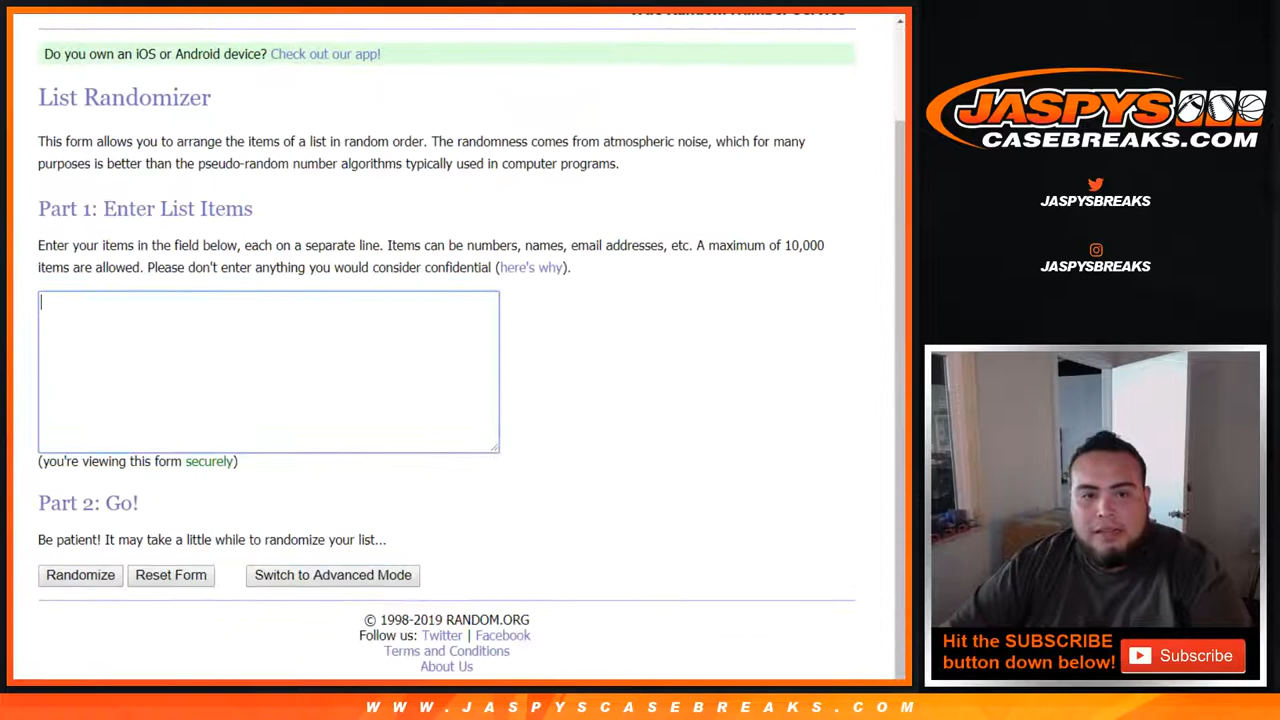 Do you own an iOS or Android device? Check out our app!
List Randomizer
This form allows you to arrange the items of a list in random order. The randomness comes from atmospheric noise, which for many
purposes is better than the pseudo-random number algorithms typically used in computer programs.
Part 1: Enter List Items
Enter your items in the field below, each on a separate line. Items can be numbers, names, email addresses, etc. A maximum of 10,000
items are allowed. Please don't enter anything you would consider confidential (here's why).
(you're viewing this form securely)
Part 2: Go!
Be patient! It may take a little while to randomize your list...
Randomize Reset Form Switch to Advanced Mode
© 1998-2019 RANDOM.ORG
Follow us: Twitter | Facebook
Terms and Conditions
About Us
JASPYS
CASEBREAKS.COM
JASPYSBREAKS
JASPYSBREAKS
Hit the SUBSCRIBE
button down below!
Subscribe
WWW.JASPYSCASEBREAKS.COM